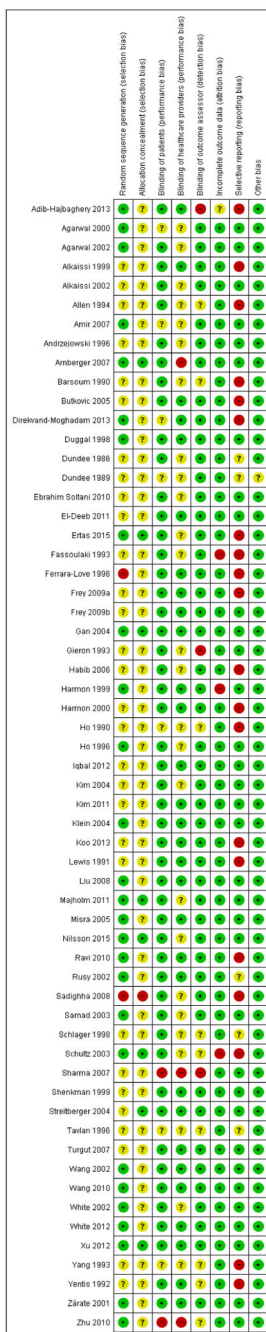 Random sequence generation (selection bias)
Allocation concealment (selection bias)
Blinding of patients (performance bias)
Blinding of healthcare providers (performance bias)
Blinding of outcome assessor (detection bias)
Incomplete outcome data (attrition bias)
Selective reporting (reporting bias)
Other bias
Adib-Hajbaghery 2013
Agarwal 2000
Agarwal 2002
Alkaissi 1999
Alkaissi 2002
Allen 1994
Amir 2007
Andrzejowski 1996
Arnberger 2007
Barsoum 1990
Butkovic 2005
Direkvand-Moghadam 2013
Duggal 1998
Dundee 1986
Dundee 1989
Ebrahim Soltani 2010
El-Deeb 2011
Ertas 2015
Fassoulaki 1993
Ferrara-Love 1996
Frey 2009a
Frey 2009b
Gan 2004
Gieron 1993
Habib 2006
Harmon 1999
Harmon 2000
Ho 1990
Ho 1996
Iqbal 2012
Kim 2004
Kim 2011
Klein 2004
Koo 2013
Lewis 1991
Liu 2008
Majholm 2011
Misra 2005
Nilsson 2015
Ravi 2010
Rusy 2002
Sadighha 2008
Samad 2003
Schlager 1998
Schultz 2003
Sharma 2007
Shenkman 1999
Streitberger 2004
Tavlan 1996
Turgut 2007
Wang 2002
Wang 2010
White 2002
White 2012
Xu 2012
Yang 1993
Yentis 1992
Zárate 2001
Zhu 2010